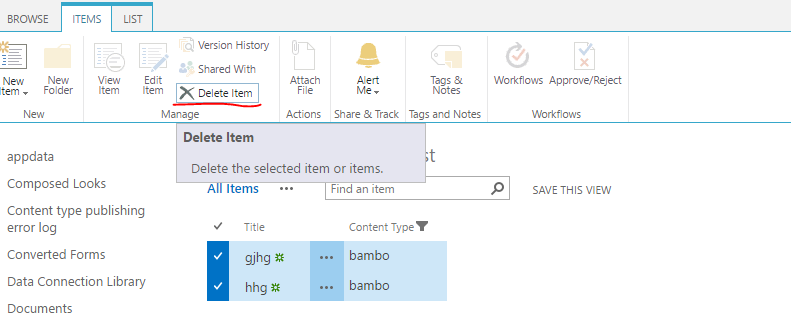 BROWSE
ITEMS
LIST
New
Item
New
Folder
New
View
Item
Edit
Item
Version History
Shared With
Delete Item
Manage
Attach
File
Actions
Alert
Me
Share & Track
Tags &
Notes
Tags and Notes
Workflows
Approve/Reject
Workflows
Delete Item
Delete the selected item or items.
st
appdata
Composed Looks
Content type publishing
error log
Converted Forms
Data Connection Library
Documents
All Items
Find an item
SAVE THIS VIEW
Title
Content Type
gjhg
bambo
hhg
bambo